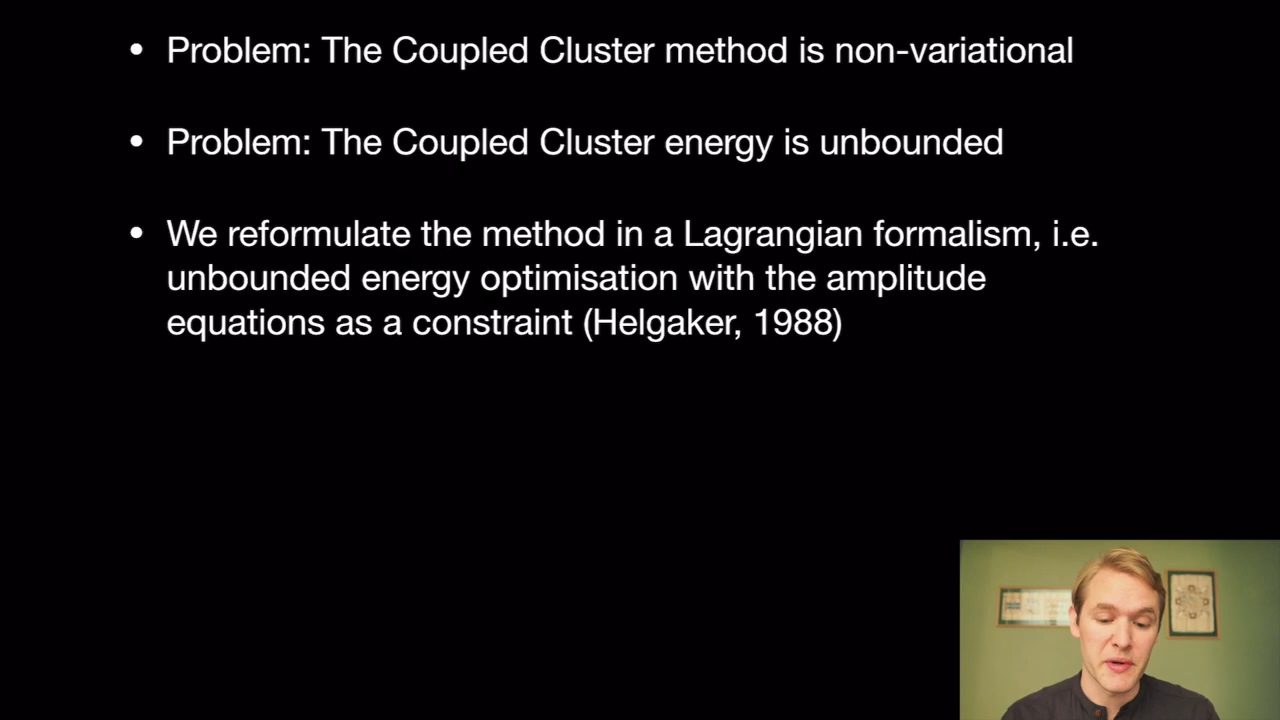 • Problem: The Coupled Cluster method is non-variational
• Problem: The Coupled Cluster energy is unbounded
• We reformulate the method in a Lagrangian formalism, i.e.
unbounded energy optimisation with the amplitude
equations as a constraint (Helgaker, 1988)